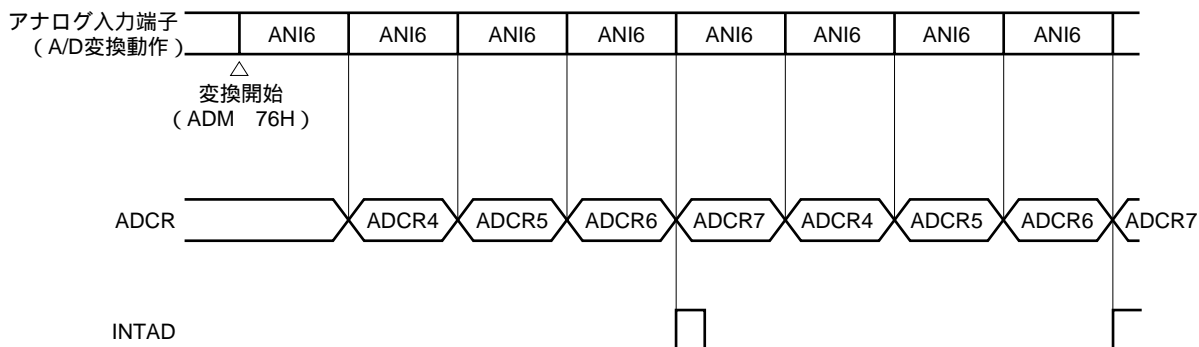 アナログ入力端子
（A/D変換動作）
ANI6 ANI6 ANI6 ANI6 ANI6 ANI6 ANI6 ANI6
変換開始
（ADM　76H）
ADCR
ADCR4 ADCR5 ADCR6 ADCR7 ADCR4 ADCR5 ADCR6 ADCR7
INTAD